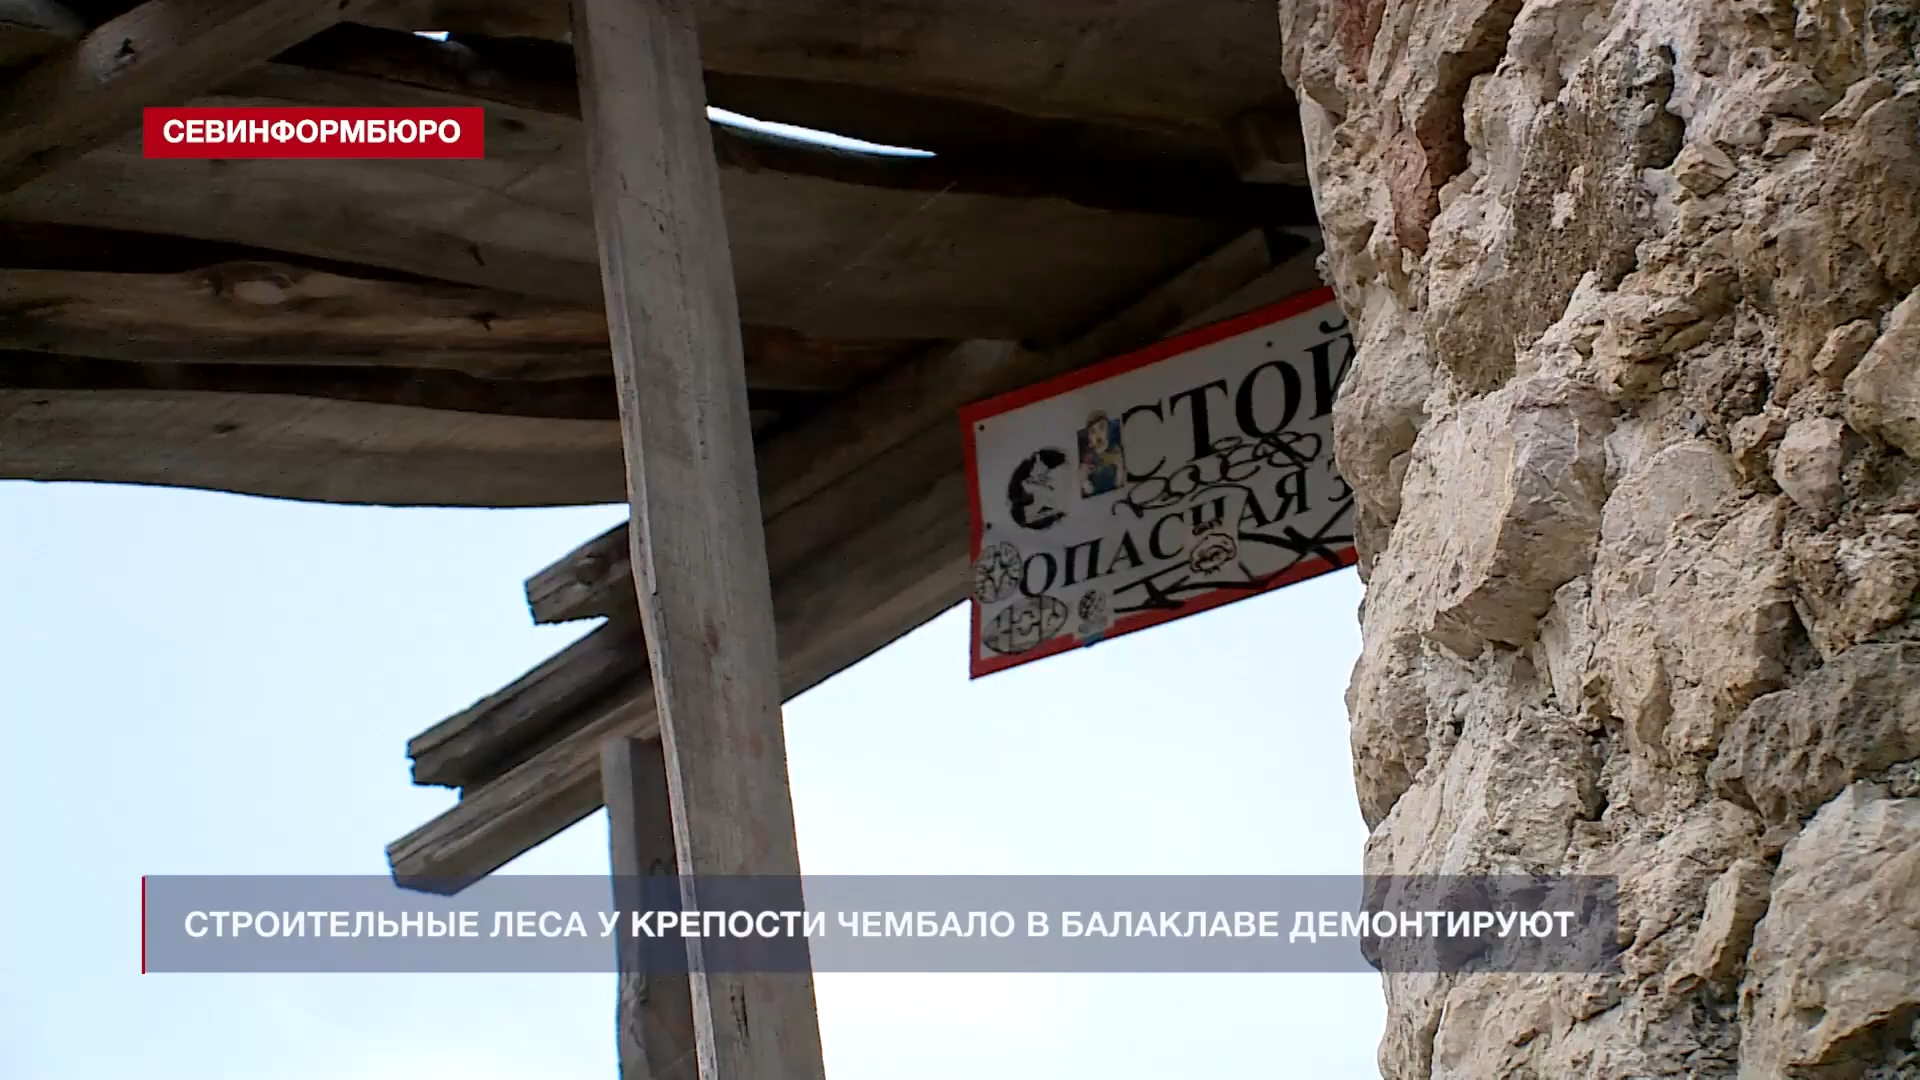 СЕВИНФОРМБЮРО
СТОЙ
ОПАСНАЯ
СТРОИТЕЛЬНЫЕ ЛЕСА У КРЕПОСТИ ЧЕМБАЛО В БАЛАКЛАВЕ ДЕМОНТИРУЮТ